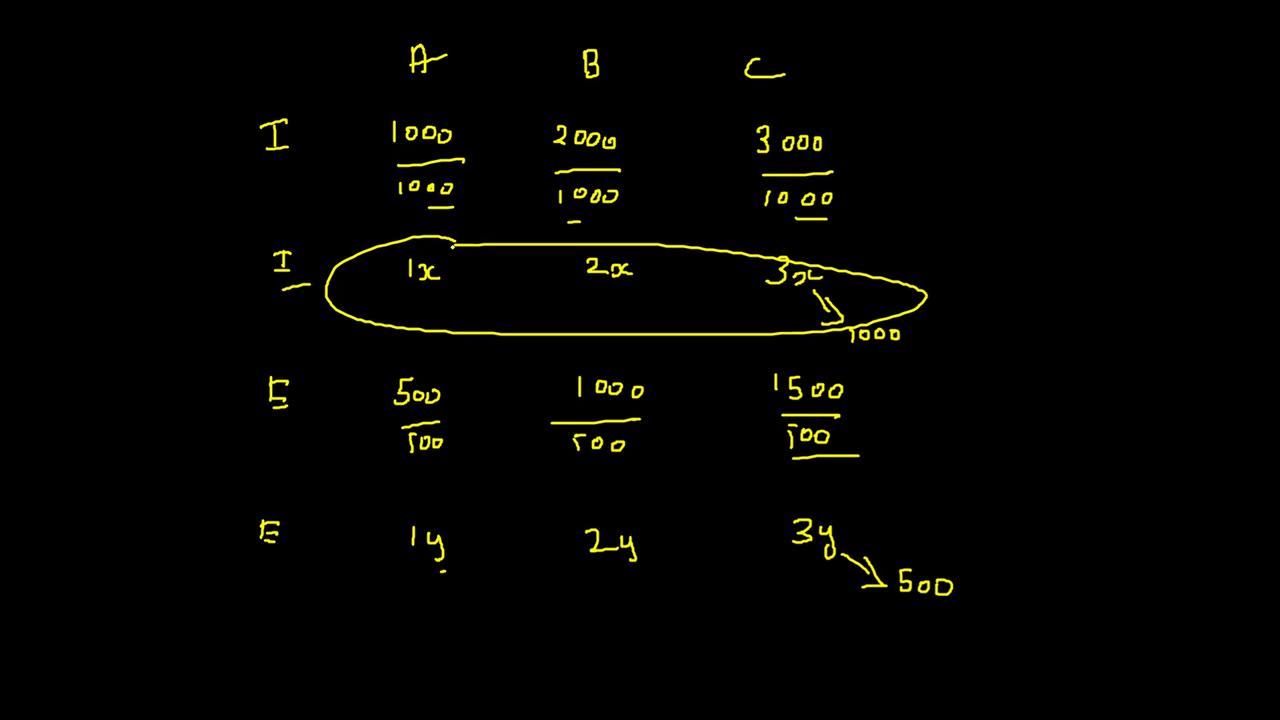 A B C
I 1000 2000 3000
1000 1000 1000
I 1x 2x 3x
1000
E 500 1000 1500
500 500 500
E 1y 2y 3y
500